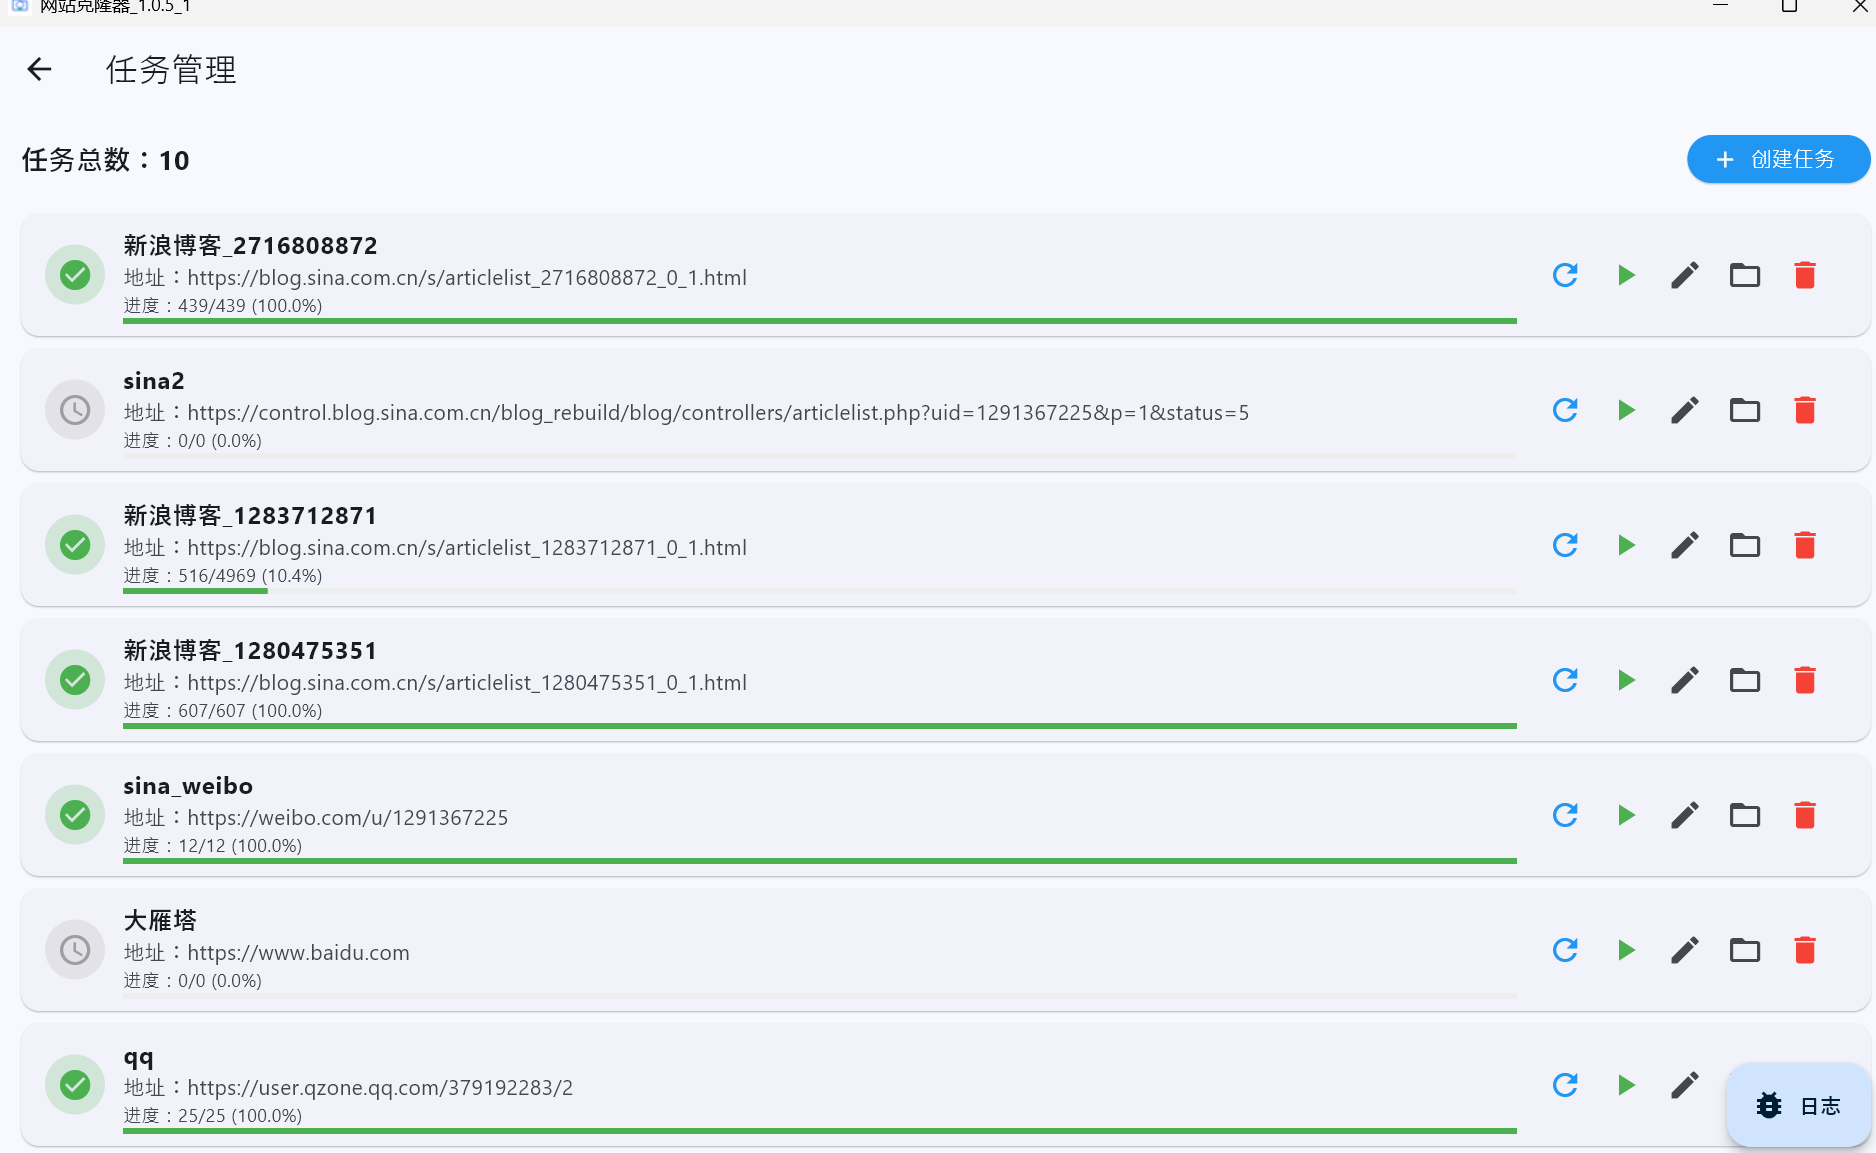 网站克隆器_1.0.5_1
任务管理
任务总数：10
创建任务
新浪博客_2716808872
地址：https://blog.sina.com.cn/s/articlelist_2716808872_0_1.html
进度：439/439 (100.0%)
sina2
地址：https://control.blog.sina.com.cn/blog_rebuild/blog/controllers/articlelist.php?uid=1291367225&p=1&status=5
进度：0/0 (0.0%)
新浪博客_1283712871
地址：https://blog.sina.com.cn/s/articlelist_1283712871_0_1.html
进度：516/4969 (10.4%)
新浪博客_1280475351
地址：https://blog.sina.com.cn/s/articlelist_1280475351_0_1.html
进度：607/607 (100.0%)
sina_weibo
地址：https://weibo.com/u/1291367225
进度：12/12 (100.0%)
大雁塔
地址：https://www.baidu.com
进度：0/0 (0.0%)
qq
地址：https://user.qzone.qq.com/379192283/2
进度：25/25 (100.0%)
日志